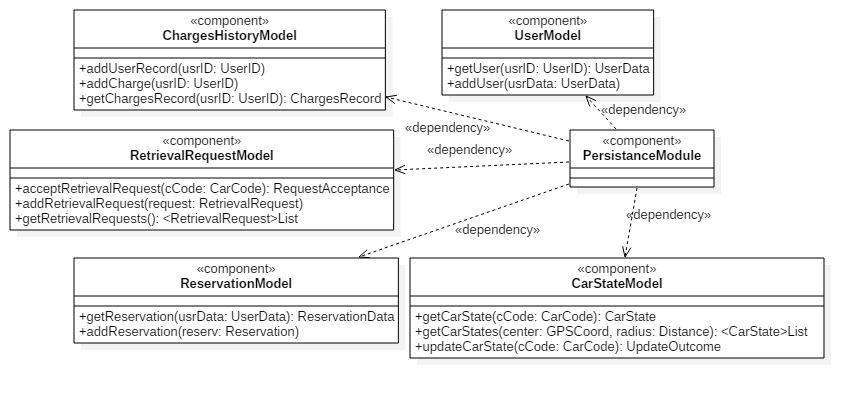 «component»
ChargesHistoryModel
+addUserRecord(usrID: UserID)
+addCharge(usrID: UserID)
+getChargesRecord(usrID: UserID): ChargesRecord
«component»
UserModel
+getUser(usrID: UserID): UserData
+addUser(usrData: UserData)
«dependency»
«dependency»
«component»
RetrievalRequestModel
+acceptRetrievalRequest(cCode: CarCode): RequestAcceptance
+addRetrievalRequest(request: RetrievalRequest)
+getRetrievalRequests(): <RetrievalRequest>List
«dependency»
«component»
PersistanceModule
«dependency»
«dependency»
«component»
ReservationModel
+getReservation(usrData: UserData): ReservationData
+addReservation(reserv: Reservation)
«component»
CarStateModel
+getCarState(cCode: CarCode): CarState
+getCarStates(center: GPSCoord, radius: Distance): <CarState>List
+updateCarState(cCode: CarCode): UpdateOutcome